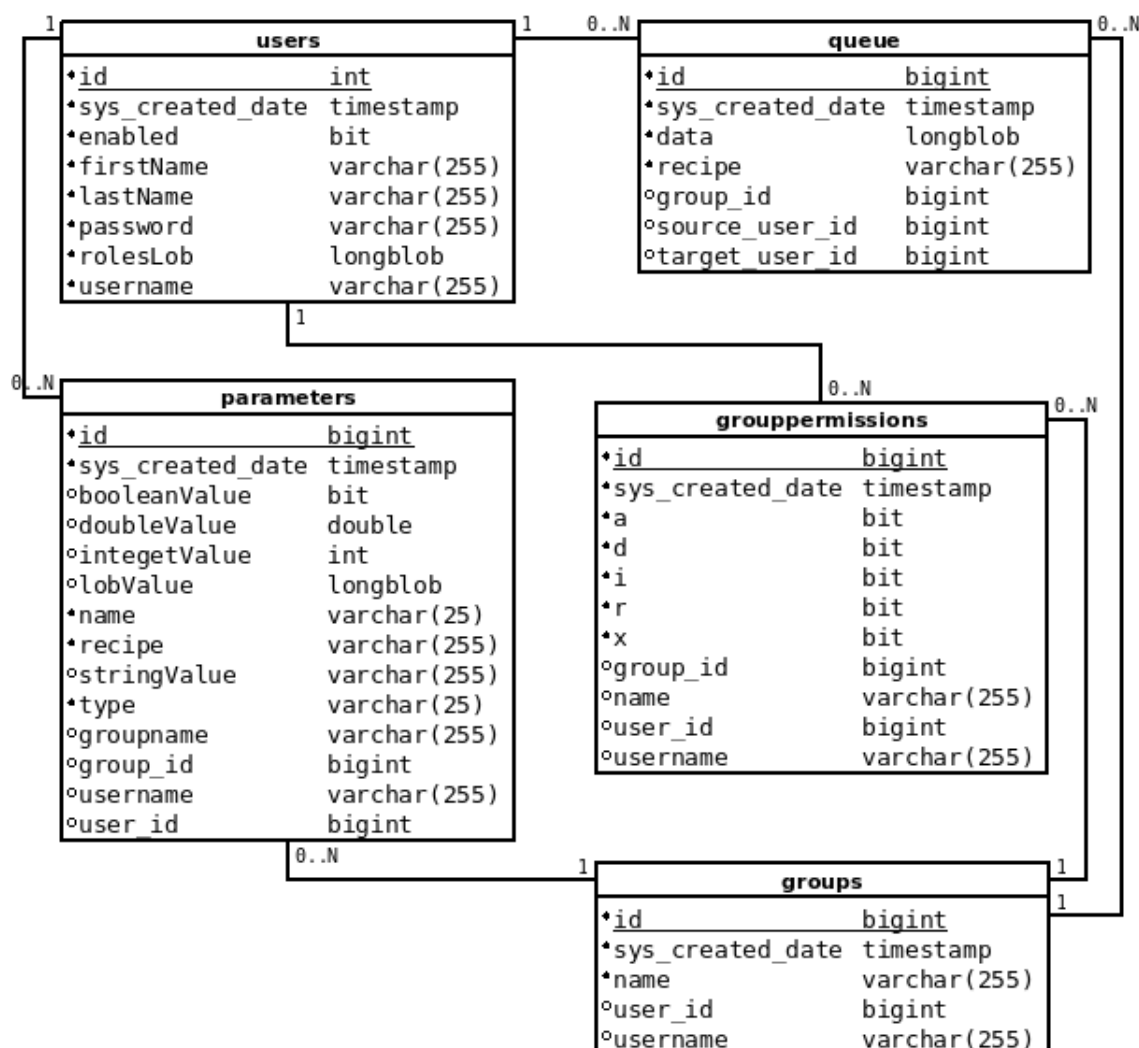 1
1
0..N
0..N
users
id int
sys_created_date timestamp
enabled bit
firstName varchar(255)
lastName varchar(255)
password varchar(255)
rolesLob longblob
username varchar(255)
queue
id bigint
sys_created_date timestamp
data longblob
recipe varchar(255)
group_id bigint
source_user_id bigint
target_user_id bigint
1
0..N
0..N
0..N
parameters
id bigint
sys_created_date timestamp
booleanValue bit
doubleValue double
integetValue int
lobValue longblob
name varchar(25)
recipe varchar(255)
stringValue varchar(255)
type varchar(25)
groupname varchar(255)
group_id bigint
username varchar(255)
user_id bigint
grouppermissions
id bigint
sys_created_date timestamp
a bit
d bit
i bit
r bit
x bit
group_id bigint
name varchar(255)
user_id bigint
username varchar(255)
0..N
1
1
1
groups
id bigint
sys_created_date timestamp
name varchar(255)
user_id bigint
username varchar(255)